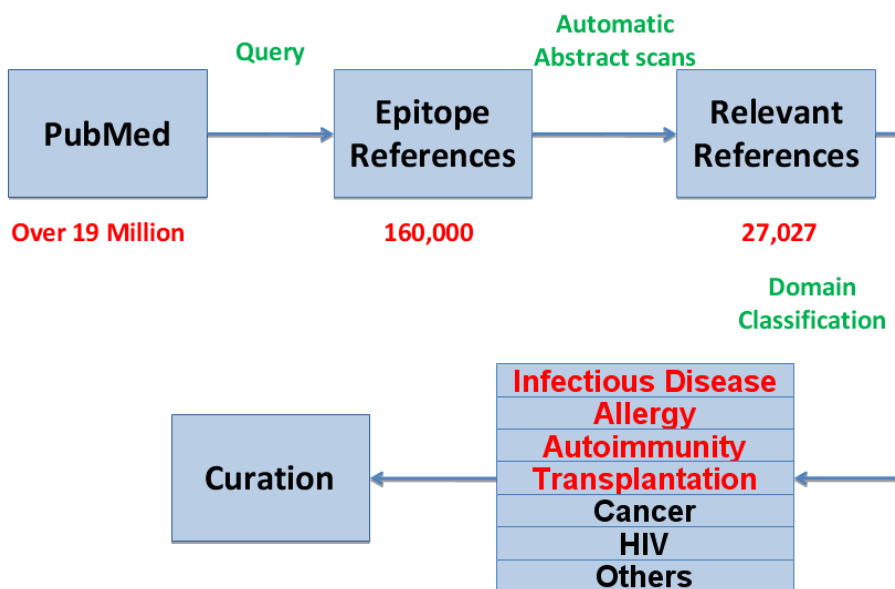 Query
Automatic
Abstract scans
PubMed
Epitope
References
Relevant
References
Over 19 Million
160,000
27,027
Domain
Classification
Infectious Disease
Allergy
Autoimmunity
Transplantation
Cancer
HIV
Others
Curation